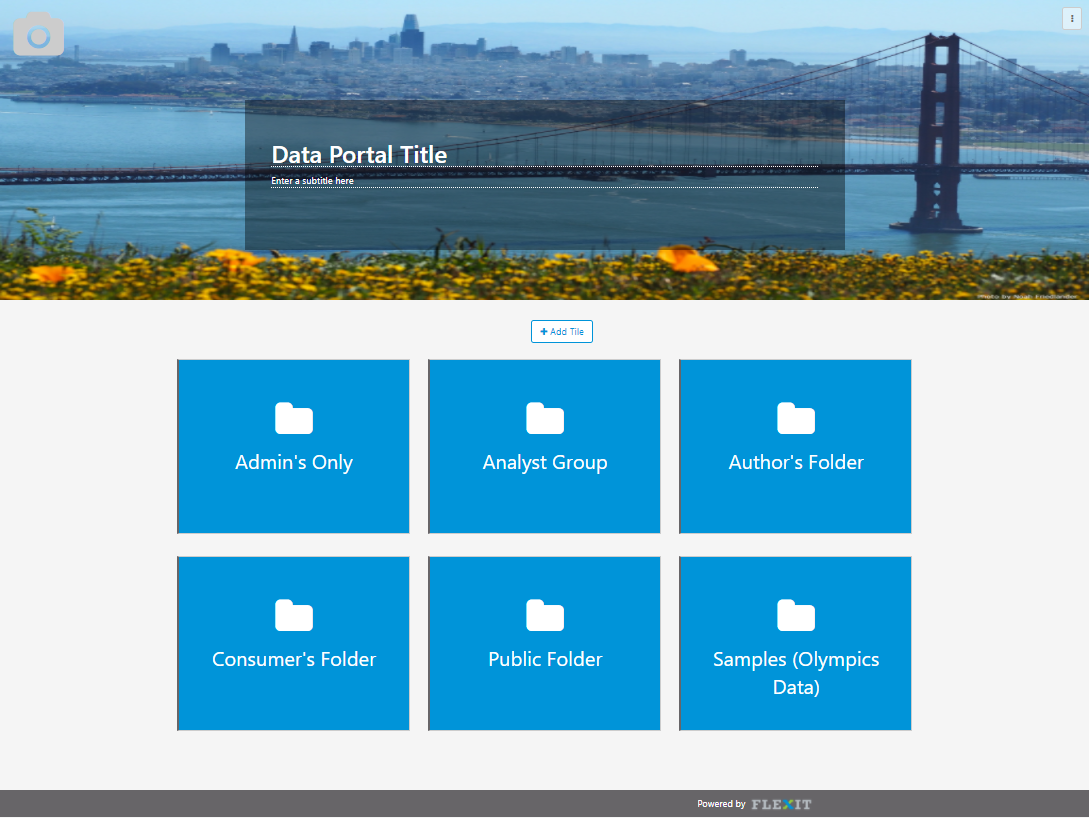 Data Portal Title
Enter a subtitle here
+ Add Tile
Admin's Only
Analyst Group
Author's Folder
Consumer's Folder
Public Folder
Samples (Olympics
Data)
Powered by FLEXIT